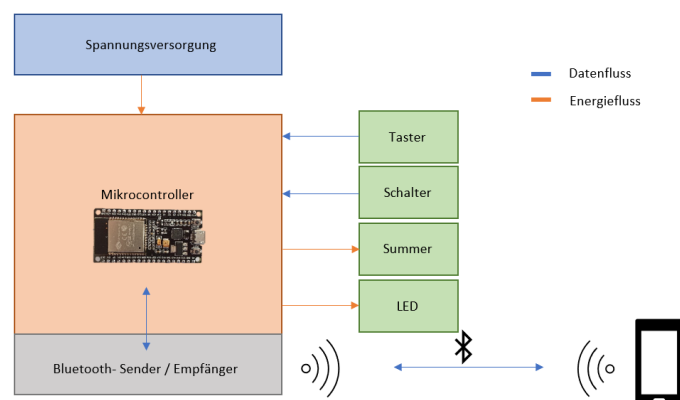 Spannungsversorgung
Datenfluss
Energiefluss
Taster
Mikrocontroller
Schalter
Summer
LED
Bluetooth- Sender / Empfänger